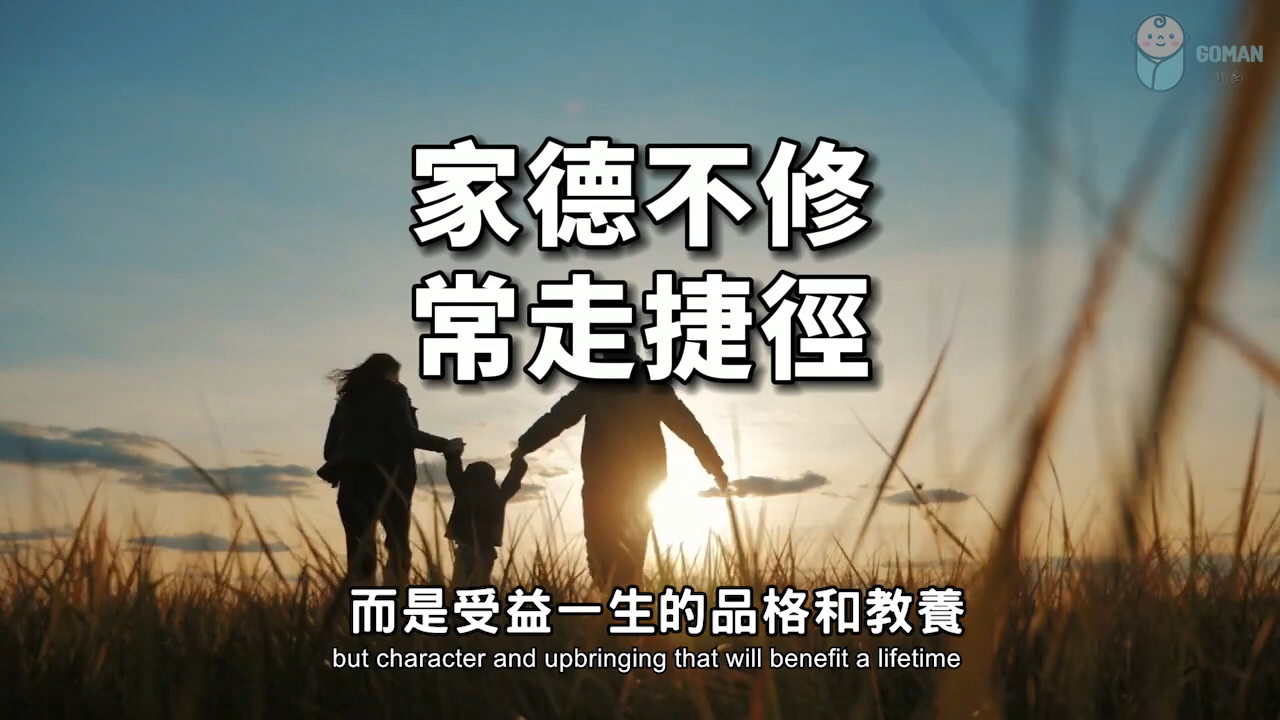 GOMAN
家德不修
常走捷徑
而是受益一生的品格和教養
but character and upbringing that will benefit a lifetime